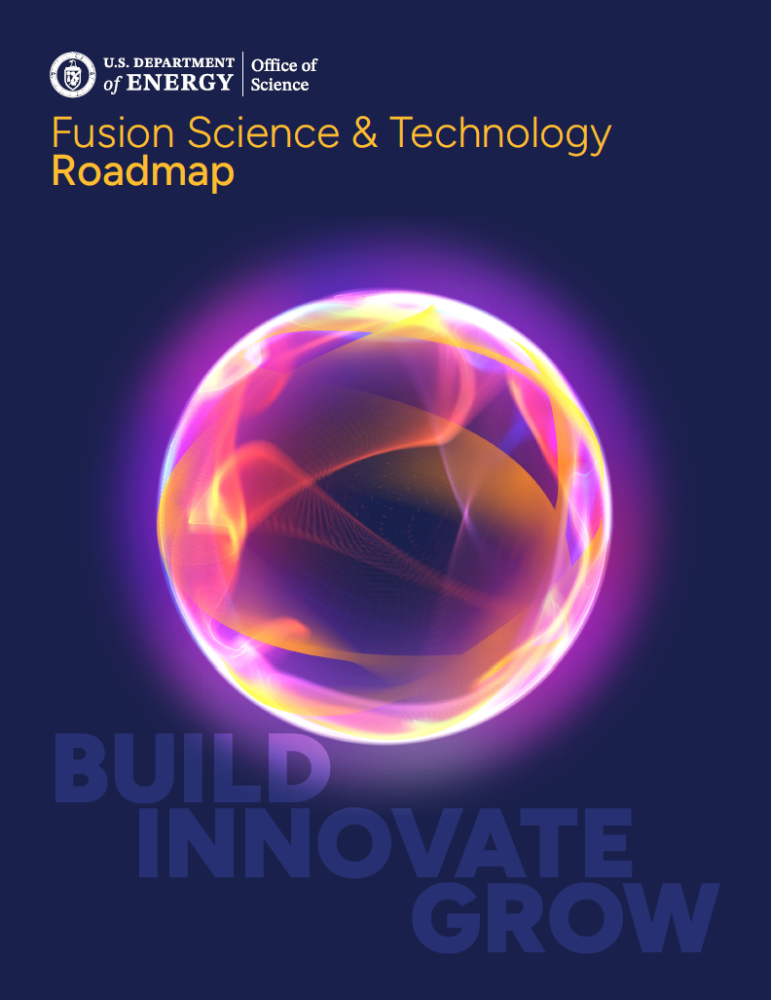 U.S. DEPARTMENT
of ENERGY
Office of
Science
Fusion Science & Technology
Roadmap
BUILD
INNOVATE
GROW